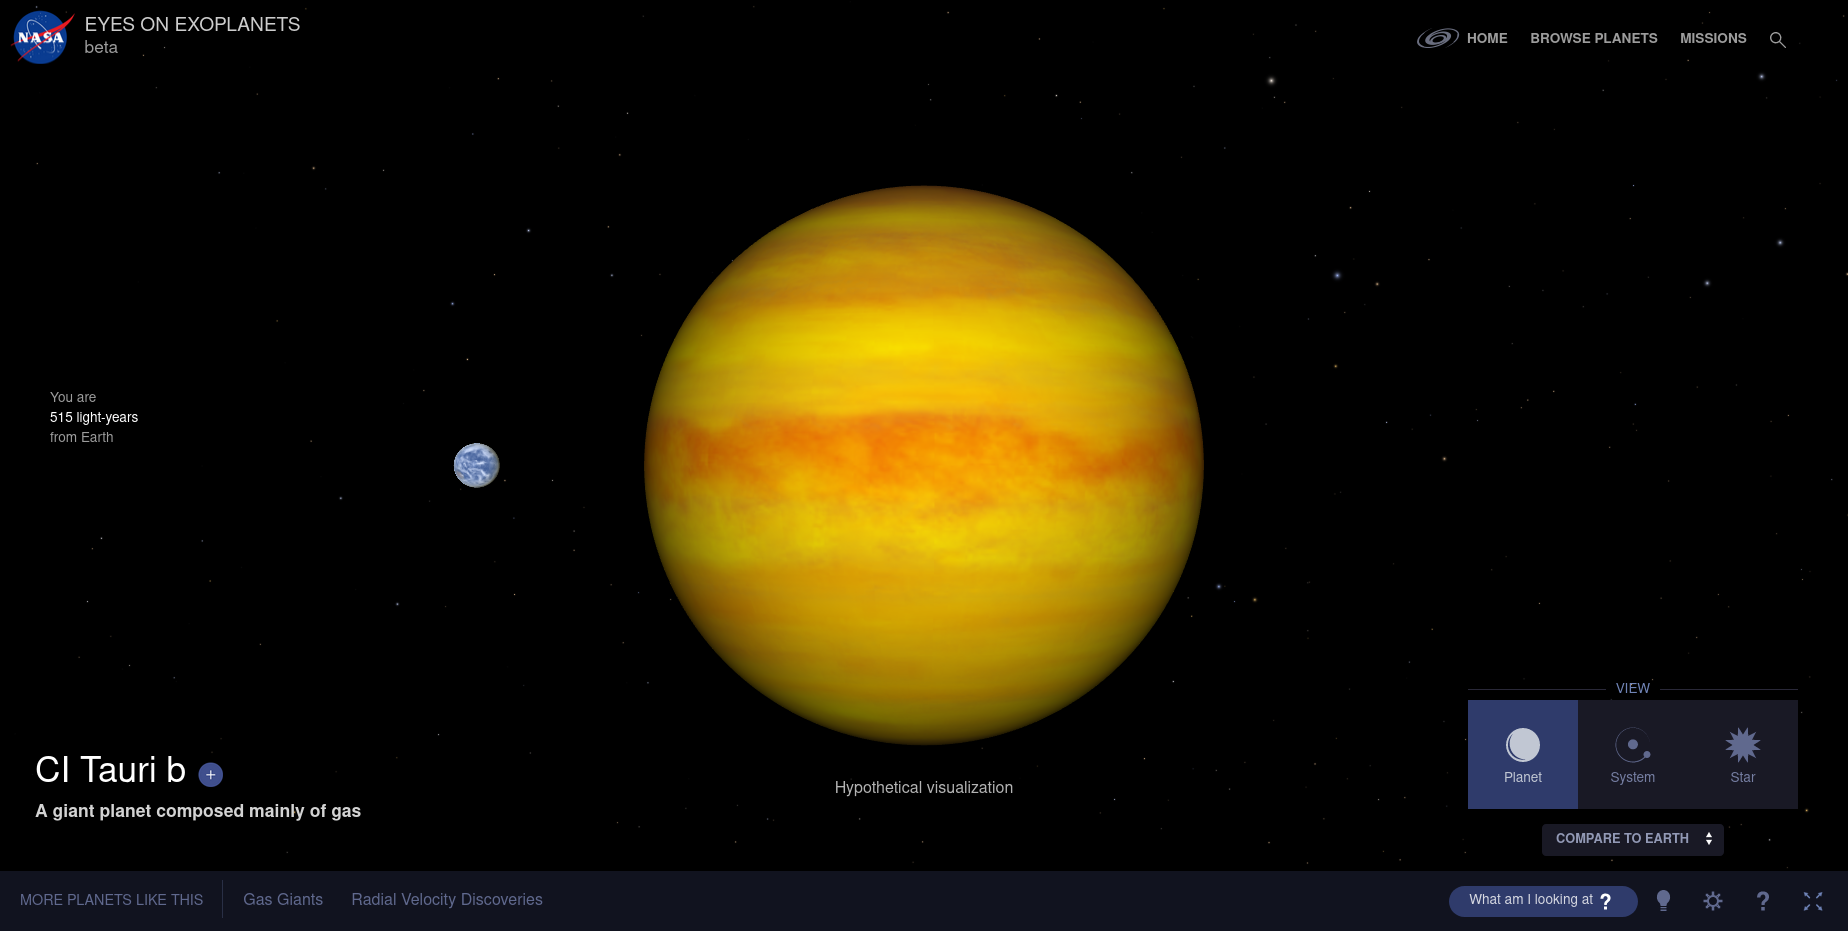 NASA
EYES ON EXOPLANETS
beta
HOME
BROWSE PLANETS
MISSIONS
You are
515 light-years
from Earth
VIEW
Planet
System
Star
CI Tauri b +
A giant planet composed mainly of gas
Hypothetical visualization
COMPARE TO EARTH
MORE PLANETS LIKE THIS
Gas Giants
Radial Velocity Discoveries
What am I looking at ?
?